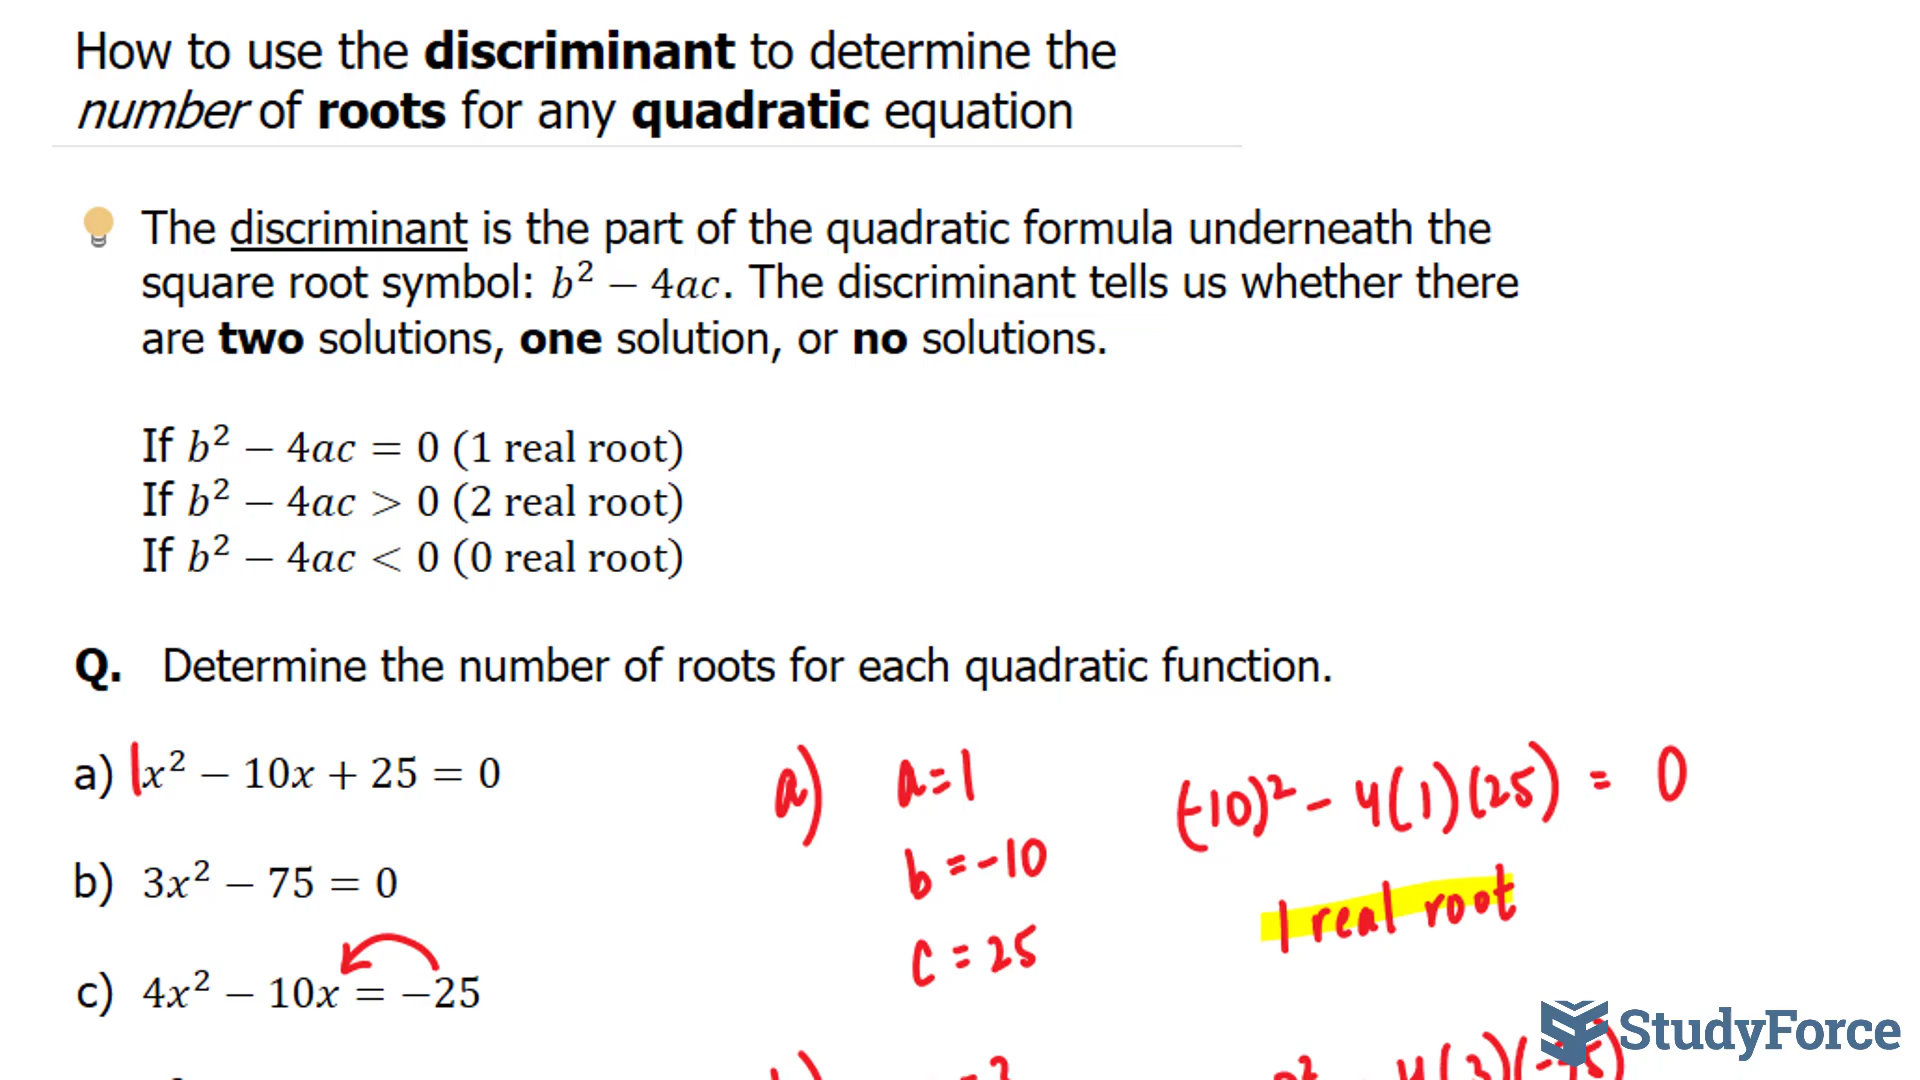 How to use the discriminant to determine the
number of roots for any quadratic equation
The discriminant is the part of the quadratic formula underneath the
square root symbol: b² − 4ac. The discriminant tells us whether there
are two solutions, one solution, or no solutions.
If b² − 4ac = 0 (1 real root)
If b² − 4ac > 0 (2 real root)
If b² − 4ac < 0 (0 real root)
Q. Determine the number of roots for each quadratic function.
a) 1x² − 10x + 25 = 0
b) 3x² − 75 = 0
c) 4x² − 10x = −25
a) a=1
b=-10
c=25
(-10)² - 4(1)(25) = 0
1 real root
StudyForce